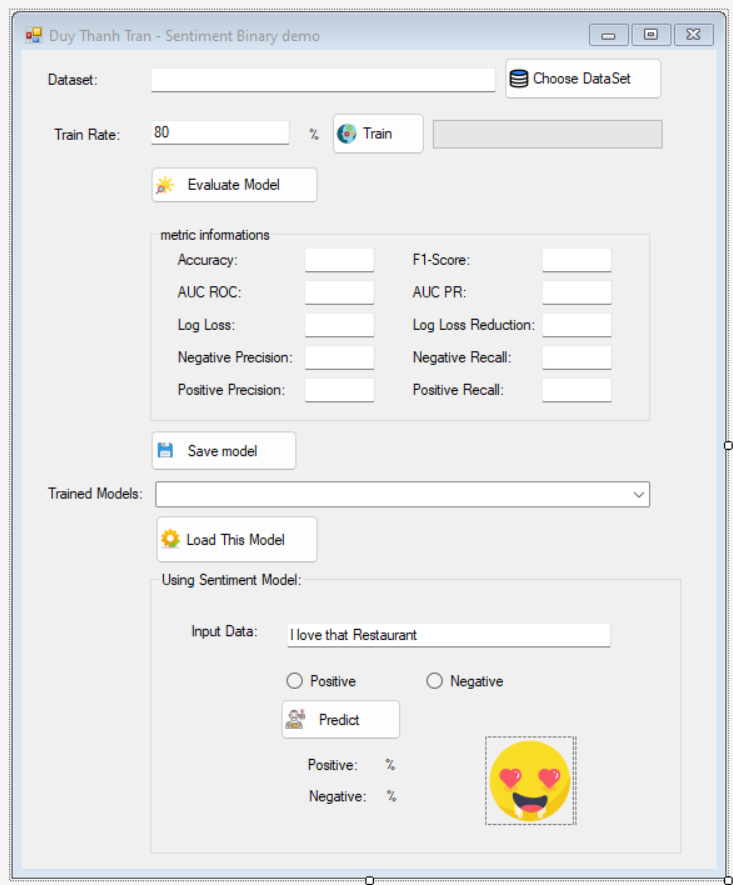 Duy Thanh Tran - Sentiment Binary demo
Dataset: Choose DataSet
Train Rate: 80 % Train
Evaluate Model
metric informations
Accuracy: F1-Score:
AUC ROC: AUC PR:
Log Loss: Log Loss Reduction:
Negative Precision: Negative Recall:
Positive Precision: Positive Recall:
Save model
Trained Models:
Load This Model
Using Sentiment Model:
Input Data: I love that Restaurant
Positive Negative
Predict
Positive: %
Negative: %